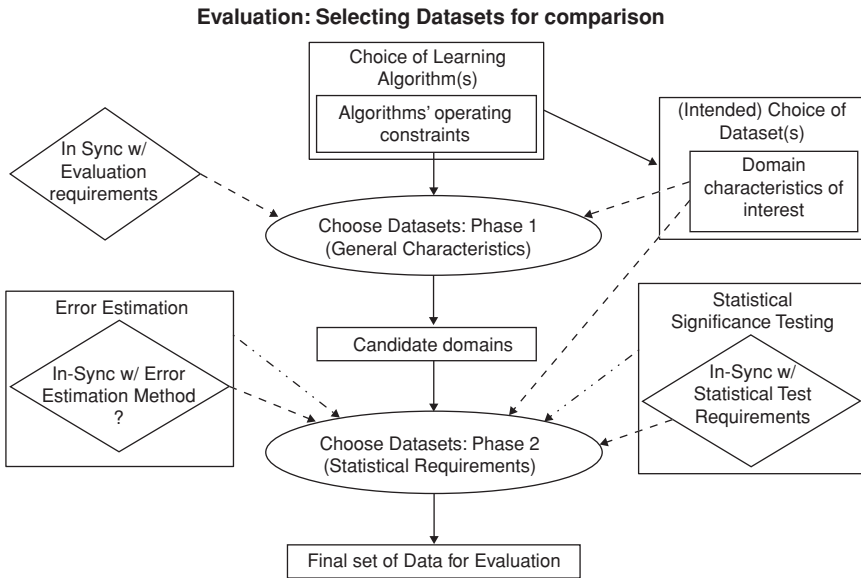 Evaluation: Selecting Datasets for comparison
Choice of Learning
Algorithm(s)
Algorithms' operating
constraints
(Intended) Choice of
Dataset(s)
Domain
characteristics of
interest
In Sync w/
Evaluation
requirements
Choose Datasets: Phase 1
(General Characteristics)
Error Estimation
Statistical
Significance Testing
Candidate domains
In-Sync w/ Error
Estimation Method
?
In-Sync w/
Statistical Test
Requirements
Choose Datasets: Phase 2
(Statistical Requirements)
Final set of Data for Evaluation